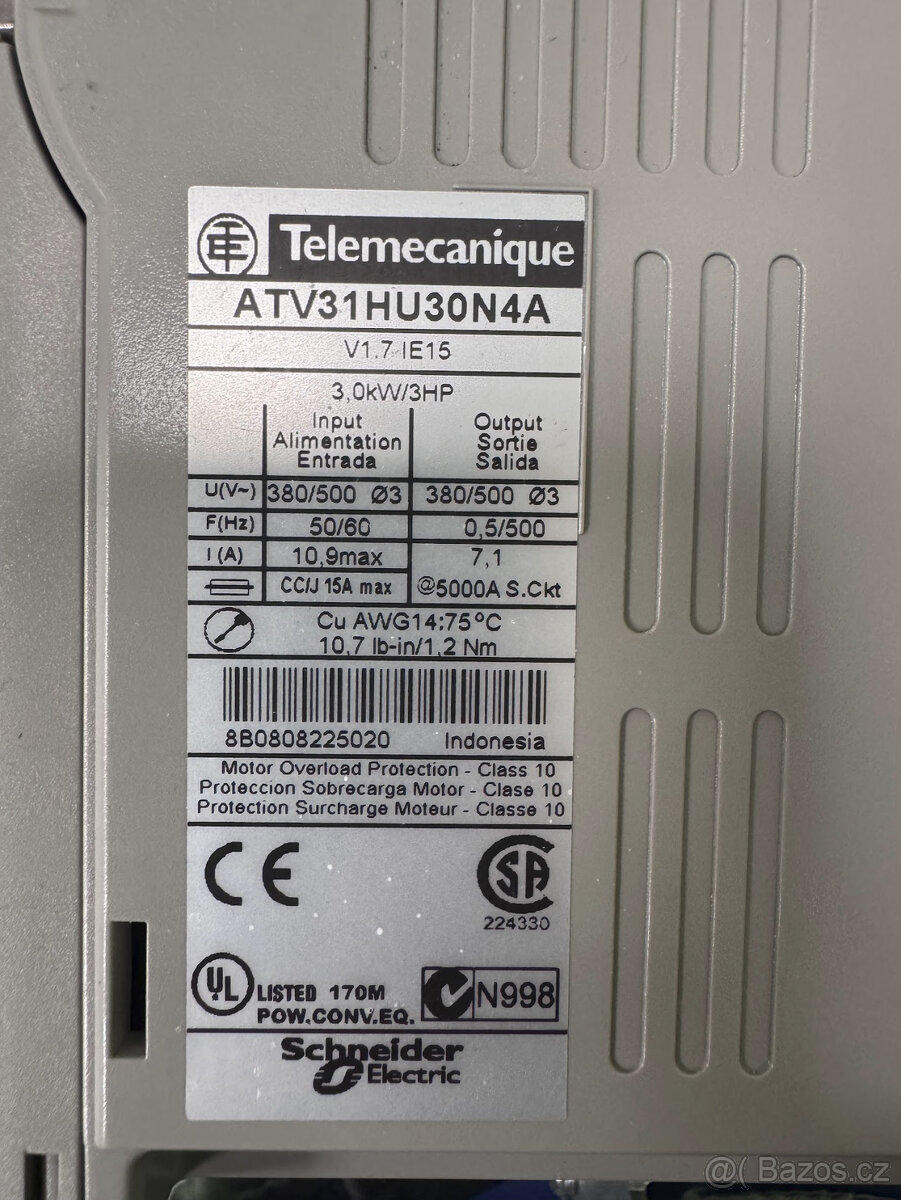 Telemecanique
ATV31HU30N4A
V1.7 IE15
3,0kW/3HP
Input Output
Alimentation Sortie
Entrada Salida
U(V~) 380/500 Ø3 380/500 Ø3
F(Hz) 50/60 0,5/500
I (A) 10,9max 7,1
CC/J 15A max @5000A S.Ckt
Cu AWG14:75°C
10,7 lb-in/1,2 Nm
8B0808225020 Indonesia
Motor Overload Protection - Class 10
Proteccion Sobrecarga Motor - Clase 10
Protection Surcharge Moteur - Classe 10
CE
SA
224330
UL LISTED 170M
POW.CONV.EQ.
N998
Schneider
Electric
@( Bazos.cz